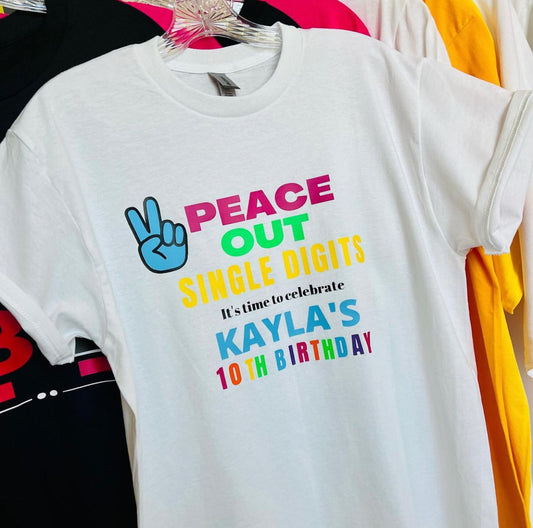 PEACE
OUT
SINGLE DIGITS
It's time to celebrate
KAYLA'S
10TH BIRTHDAY